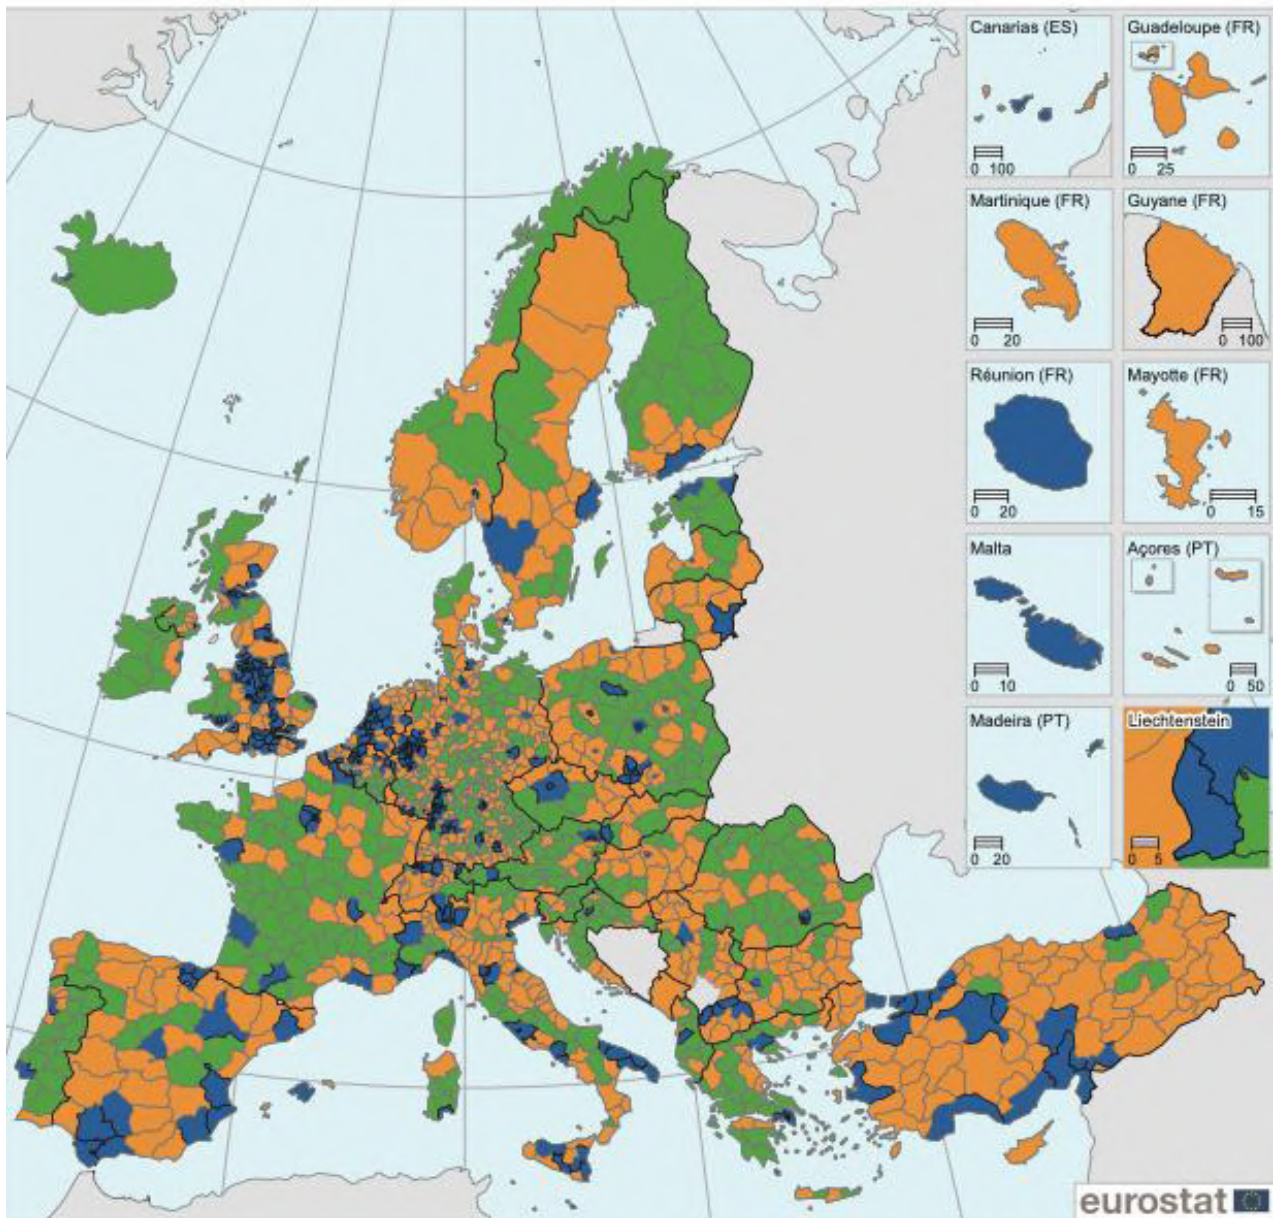 Canarias (ES)
0 100
Guadeloupe (FR)
0 25
Martinique (FR)
0 20
Guyane (FR)
0 100
Réunion (FR)
0 20
Mayotte (FR)
0 15
Malta
0 10
Açores (PT)
0 50
Madeira (PT)
0 20
Liechtenstein
0 5
eurostat